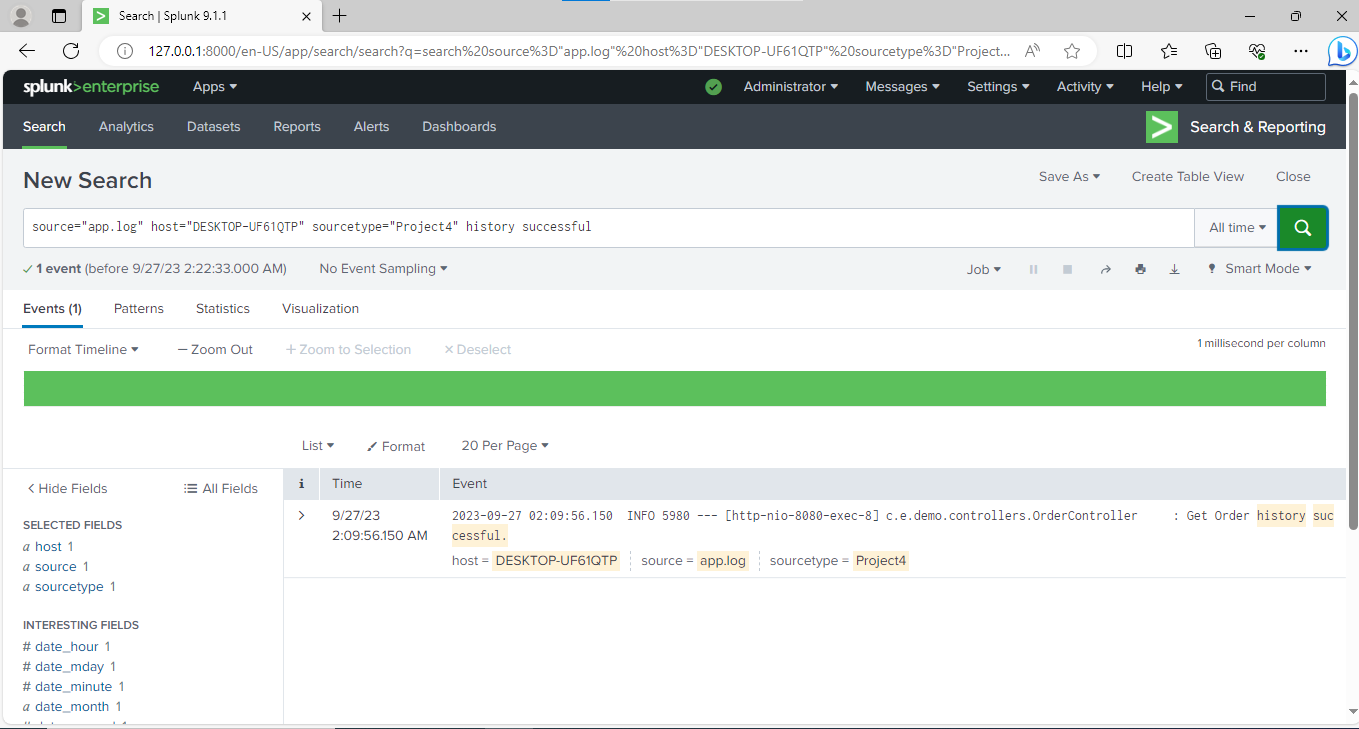 Search | Splunk 9.1.1
127.0.0.1:8000/en-US/app/search/search?q=search%20source%3D"app.log"%20host%3D"DESKTOP-UF61QTP"%20sourcetype%3D"Project...
splunk>enterprise Apps Administrator Messages Settings Activity Help Find
Search Analytics Datasets Reports Alerts Dashboards Search & Reporting
New Search Save As Create Table View Close
source="app.log" host="DESKTOP-UF61QTP" sourcetype="Project4" history successful All time
1 event (before 9/27/23 2:22:33.000 AM) No Event Sampling Job Smart Mode
Events (1) Patterns Statistics Visualization
Format Timeline — Zoom Out + Zoom to Selection × Deselect 1 millisecond per column
List Format 20 Per Page
< Hide Fields All Fields i Time Event
SELECTED FIELDS
a host 1
a source 1
a sourcetype 1
INTERESTING FIELDS
# date_hour 1
# date_mday 1
# date_minute 1
a date_month 1
> 9/27/23
2:09:56.150 AM
2023-09-27 02:09:56.150 INFO 5980 --- [http-nio-8080-exec-8] c.e.demo.controllers.OrderController : Get Order history suc
cessful.
host = DESKTOP-UF61QTP source = app.log sourcetype = Project4